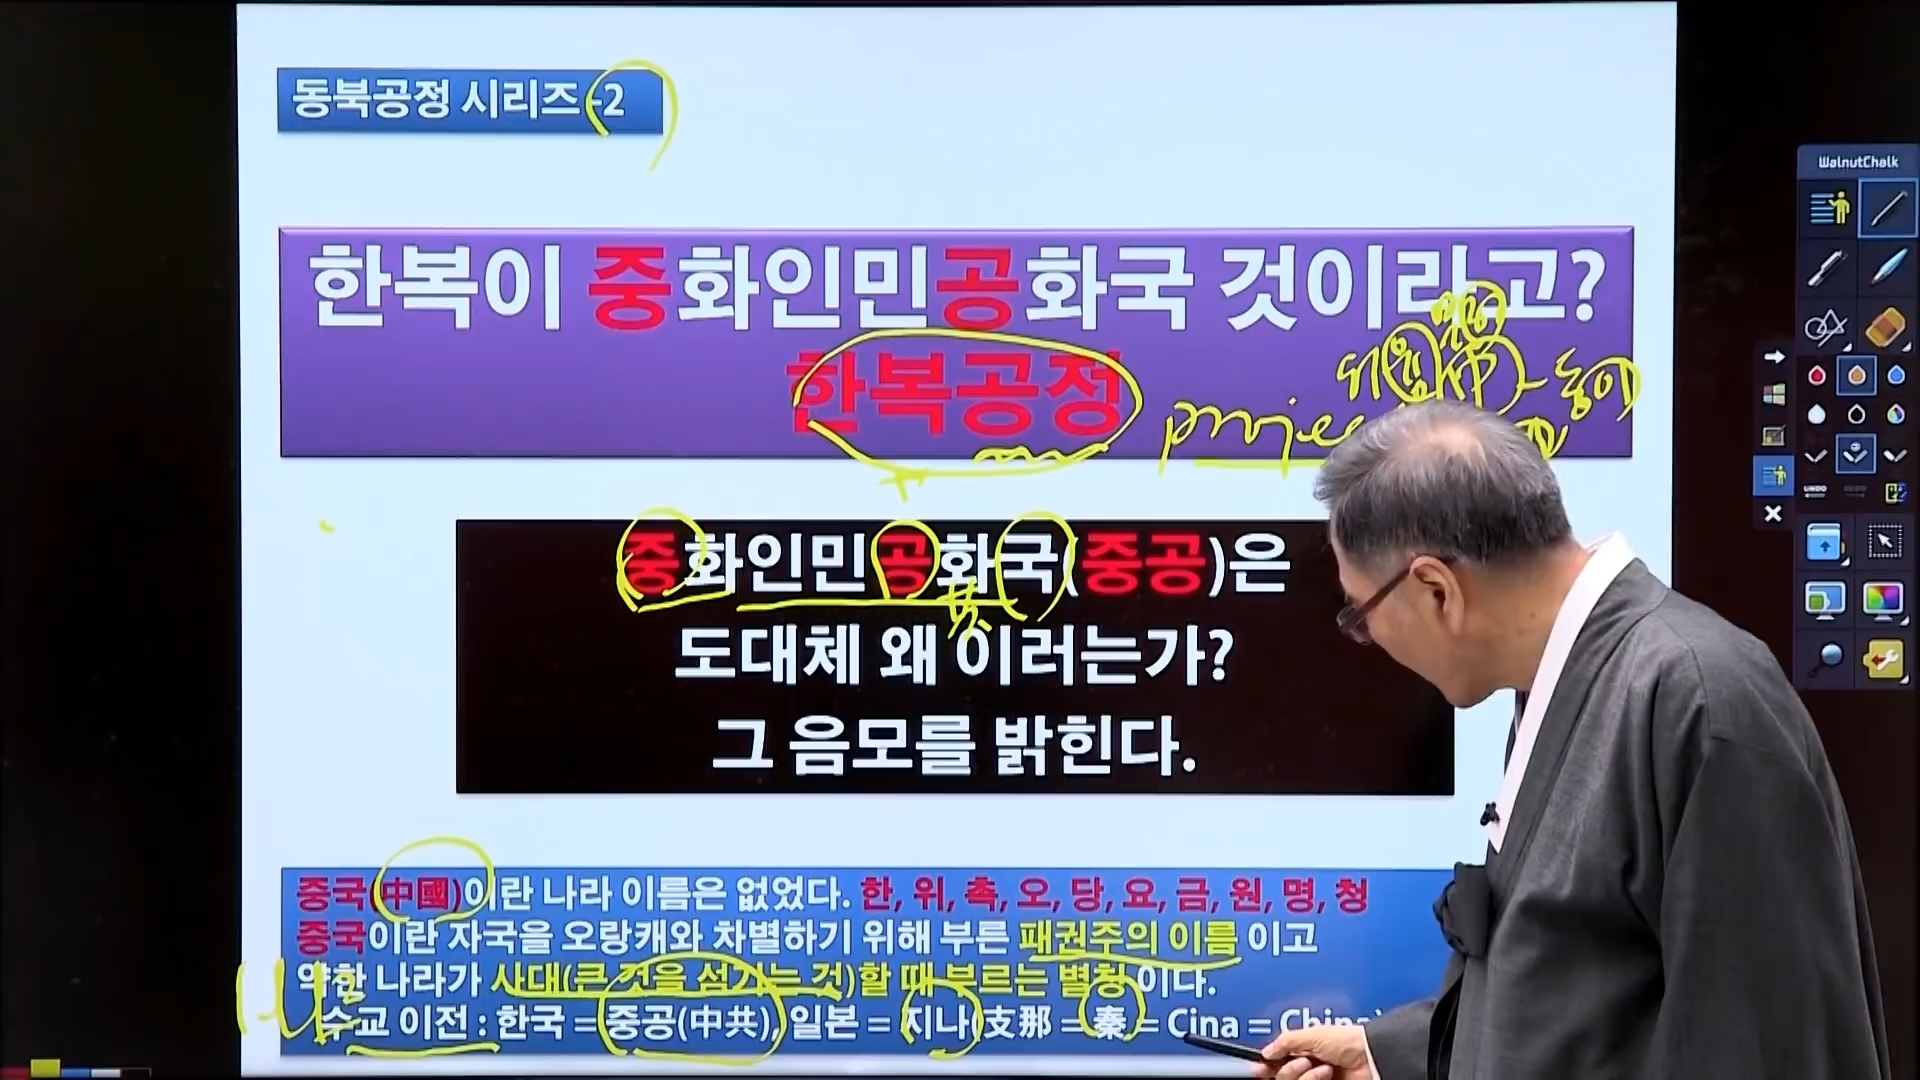 동북공정 시리즈 -2
WalnutChalk
한복이 중화인민공화국 것이라고?
한복공정
중화인민공화국(중공)은
共
도대체 왜 이러는가?
그 음모를 밝힌다.
중국(中國)이란 나라 이름은 없었다. 한, 위, 촉, 오, 당, 요, 금, 원, 명, 청
중국이란 자국을 오랑캐와 차별하기 위해 부른 패권주의 이름 이고
약한 나라가 사대(큰 것을 섬기는 것)할 때 부르는 별칭 이다.
수교 이전 : 한국 = 중공(中共), 일본 = 지나(支那 = 秦 = Cina = China)
UNDO